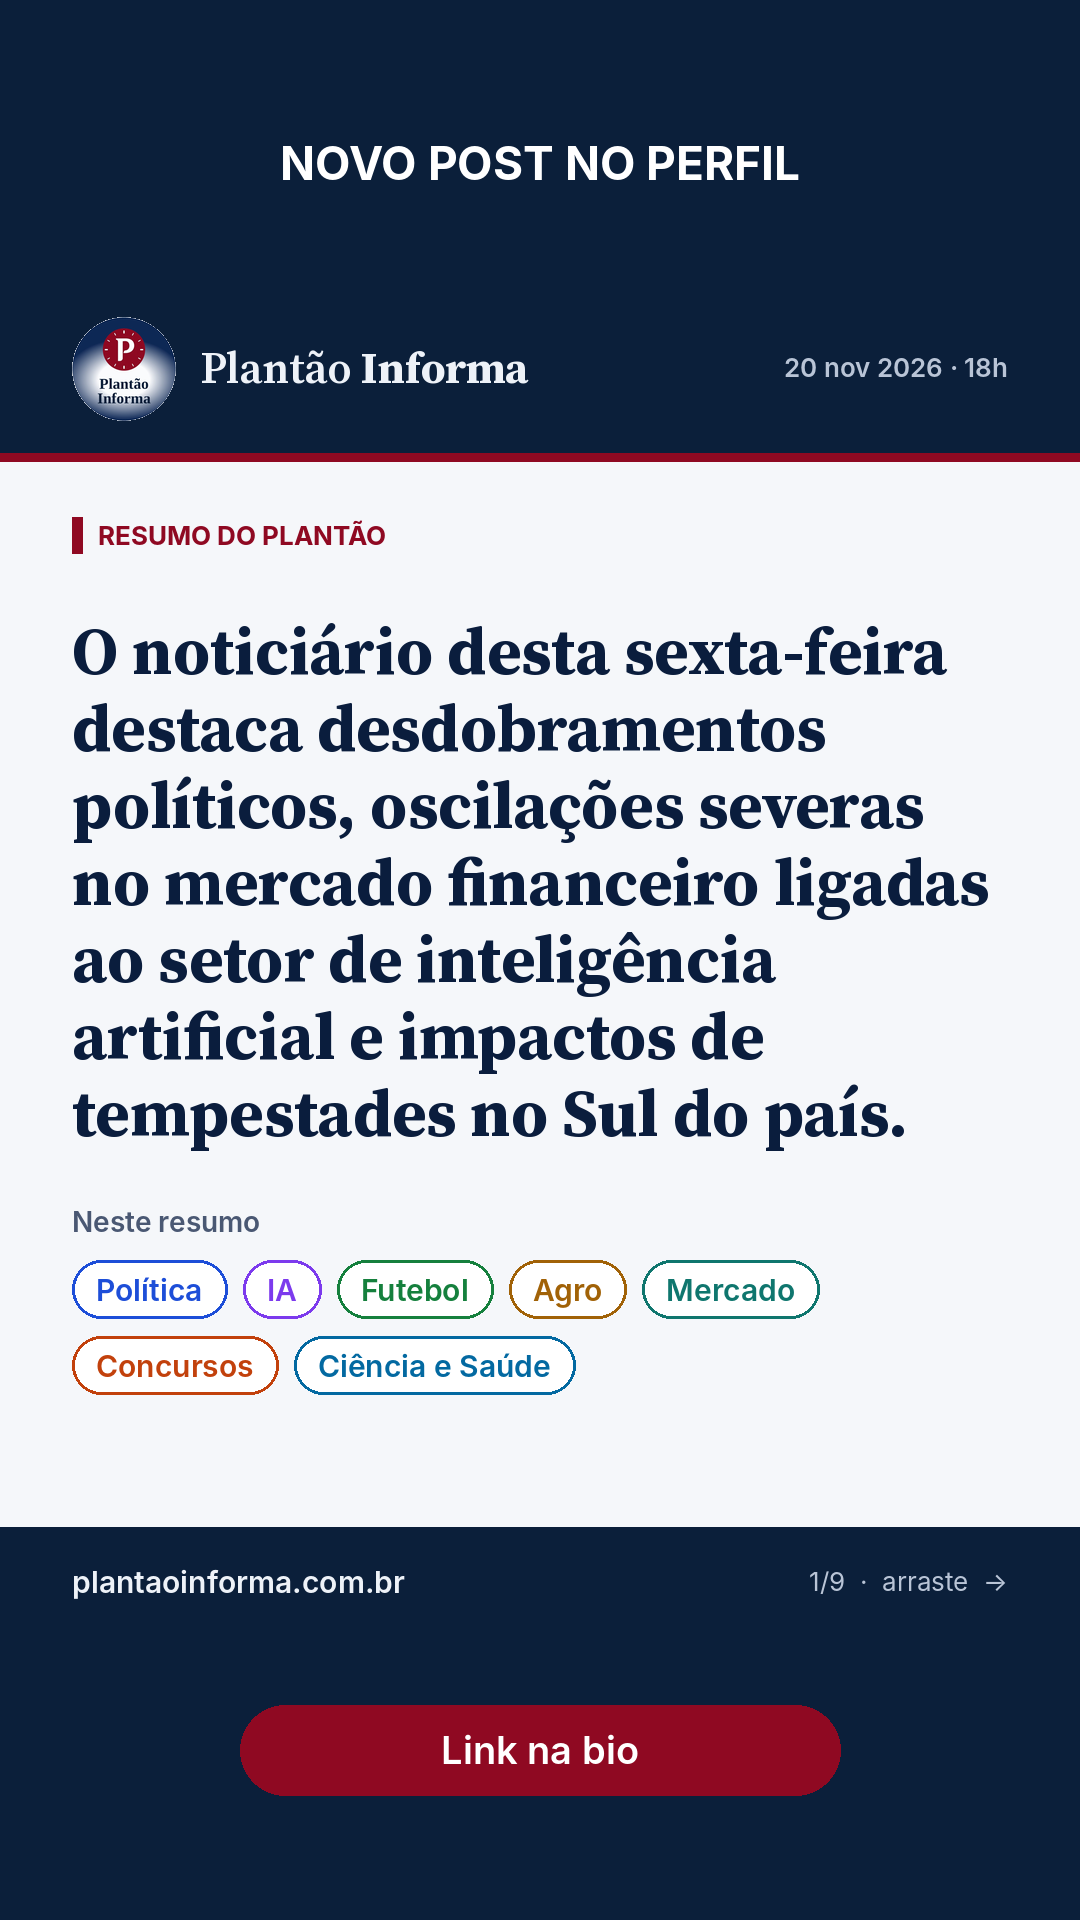 NOVO POST NO PERFIL
P
Plantão
Informa
Plantão Informa
20 nov 2026 · 18h
RESUMO DO PLANTÃO
O noticiário desta sexta-feira
destaca desdobramentos
políticos, oscilações severas
no mercado financeiro ligadas
ao setor de inteligência
artificial e impactos de
tempestades no Sul do país.
Neste resumo
Política IA Futebol Agro Mercado
Concursos Ciência e Saúde
plantaoinforma.com.br
1/9 · arraste →
Link na bio